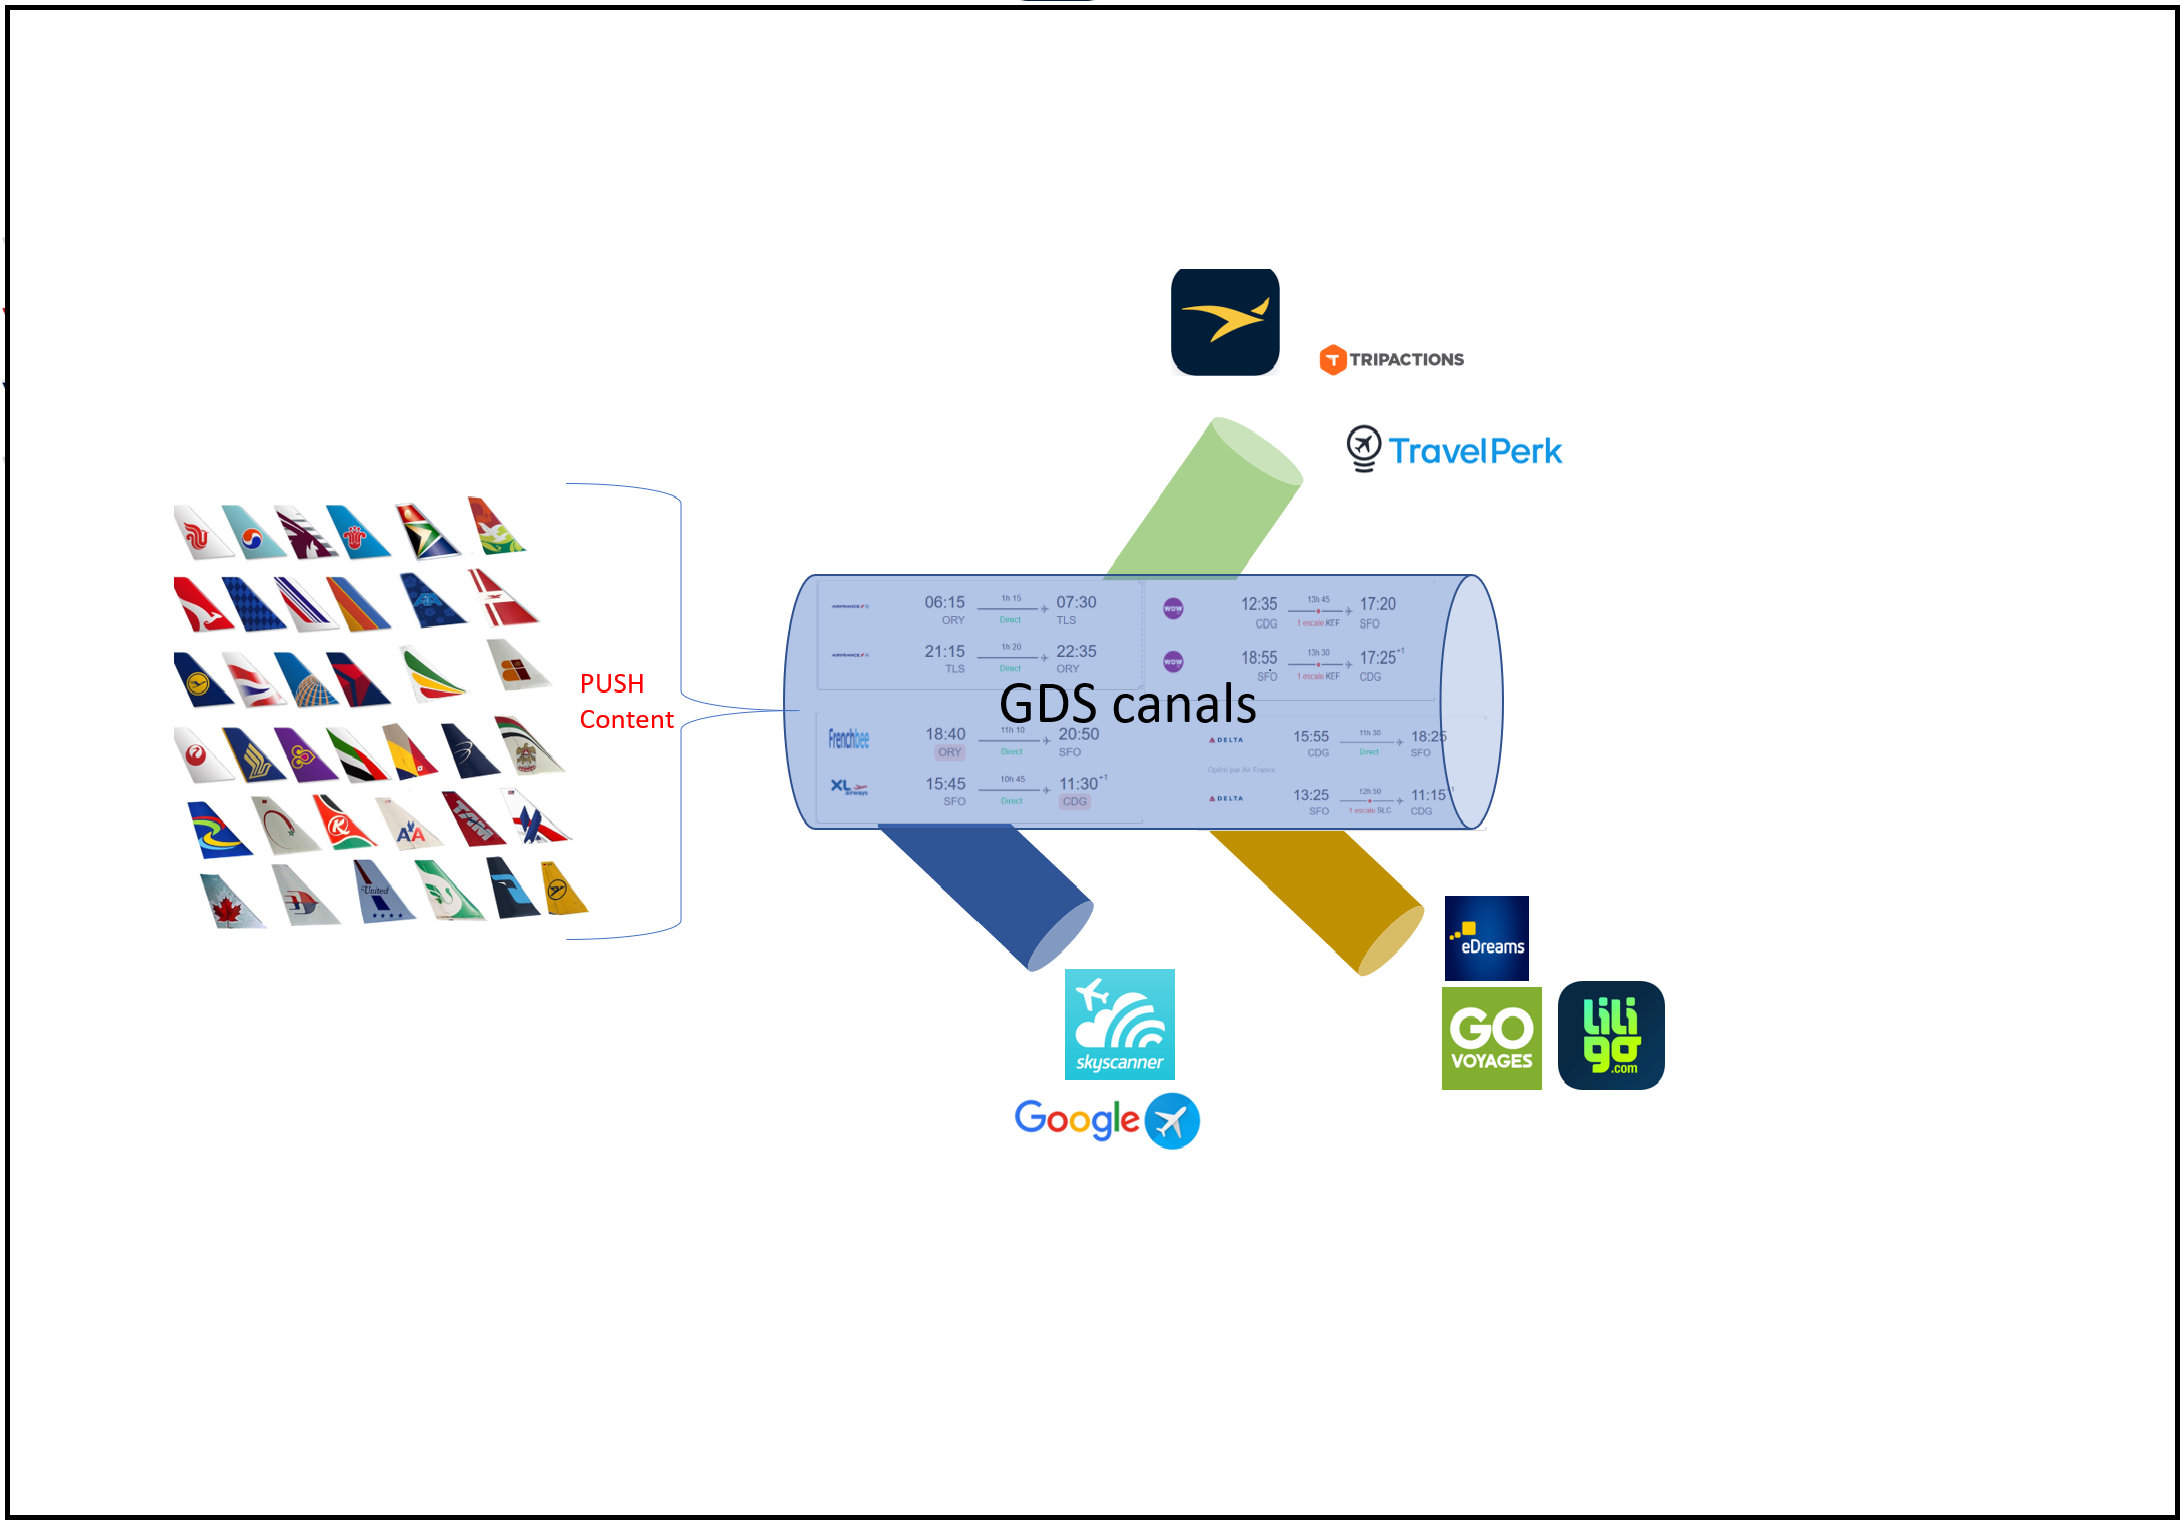 TRIPACTIONS
TravelPerk
PUSH
Content
GDS canals
AIRFRANCE
06:15
1h 15
07:30
ORY
Direct
TLS
AIRFRANCE
21:15
1h 20
22:35
TLS
Direct
ORY
WOW
12:35
13h 45
17:20
CDG
1 escale KEF
SFO
WOW
18:55
13h 30
17:25+1
SFO
1 escale KEF
CDG
Frenchbee
18:40
11h 10
20:50
ORY
Direct
SFO
XL airways
15:45
10h 45
11:30+1
SFO
Direct
CDG
DELTA
15:55
11h 30
18:25
CDG
Direct
SFO
Opéré par Air France
DELTA
13:25
12h 50
11:15
SFO
1 escale SLC
CDG
AA
TAM
United
skyscanner
Google
eDreams
GO
VOYAGES
LiLi
go
.com